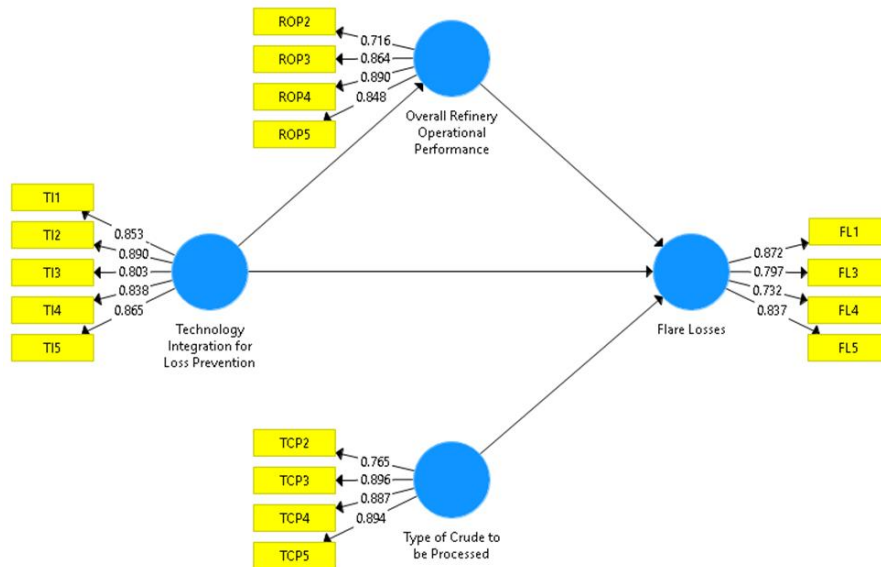 ROP2
0.716
ROP3
0.864
ROP4
0.890
ROP5
0.848
Overall Refinery
Operational
Performance
TI1
0.853
TI2
0.890
TI3
0.803
TI4
0.838
TI5
0.865
Technology
Integration for
Loss Prevention
FL1
0.872
FL3
0.797
FL4
0.732
FL5
0.837
Flare Losses
TCP2
0.765
TCP3
0.896
TCP4
0.887
TCP5
0.894
Type of Crude to
be Processed